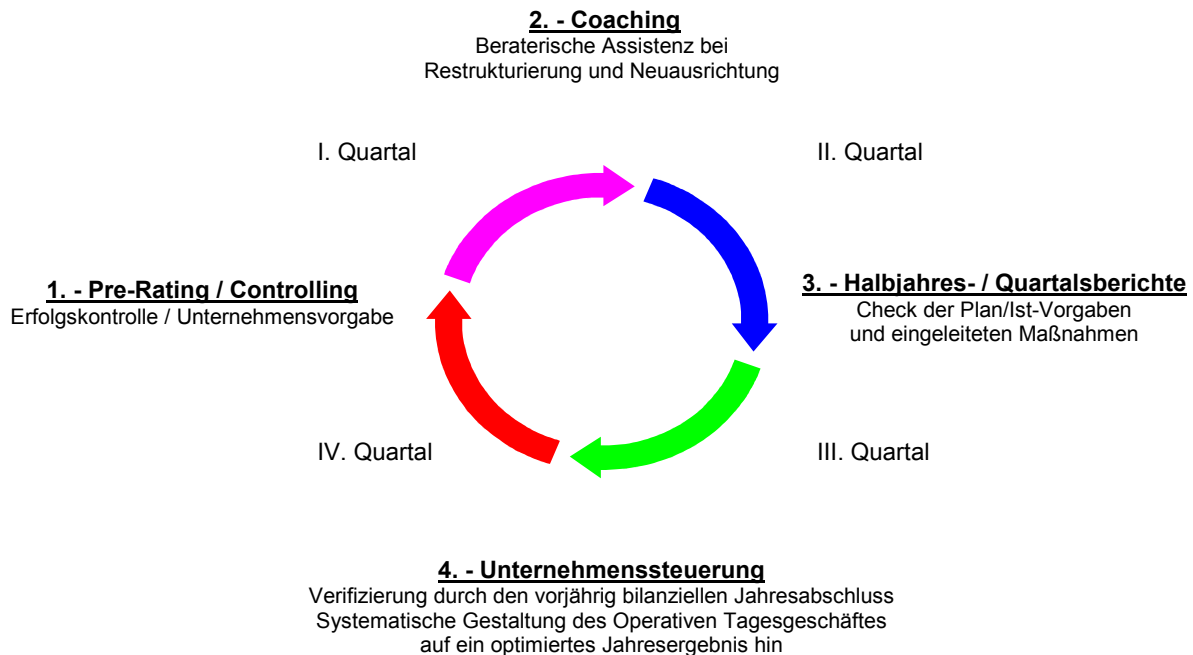 2. - Coaching
Beraterische Assistenz bei
Restrukturierung und Neuausrichtung
I. Quartal
II. Quartal
1. - Pre-Rating / Controlling
Erfolgskontrolle / Unternehmensvorgabe
3. - Halbjahres- / Quartalsberichte
Check der Plan/Ist-Vorgaben
und eingeleiteten Maßnahmen
IV. Quartal
III. Quartal
4. - Unternehmenssteuerung
Verifizierung durch den vorjährig bilanziellen Jahresabschluss
Systematische Gestaltung des Operativen Tagesgeschäftes
auf ein optimiertes Jahresergebnis hin